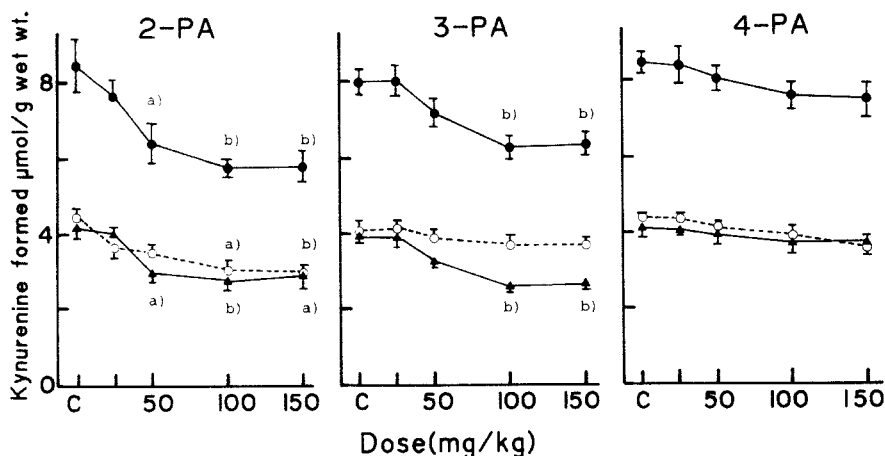 2-PA 3-PA 4-PA
Kynurenine formed μmol/g wet wt.
8
4
0
a)
b) b)
a) b)
a) b) a)
b) b)
b) b)
C 50 100 150 C 50 100 150 C 50 100 150
Dose(mg/kg)